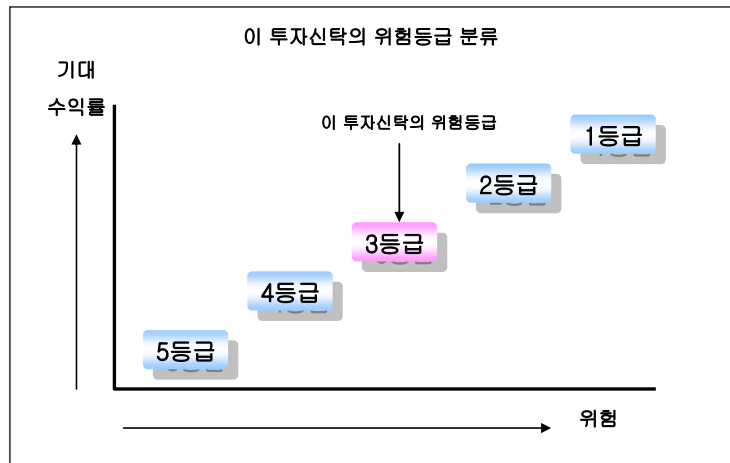 이 투자신탁의 위험등급 분류
기대
수익률
이 투자신탁의 위험등급
1등급
2등급
3등급
4등급
5등급
위험